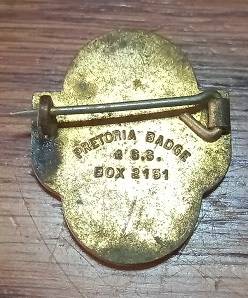 PRETORIA BADGE
& S.S.
BOX 2151